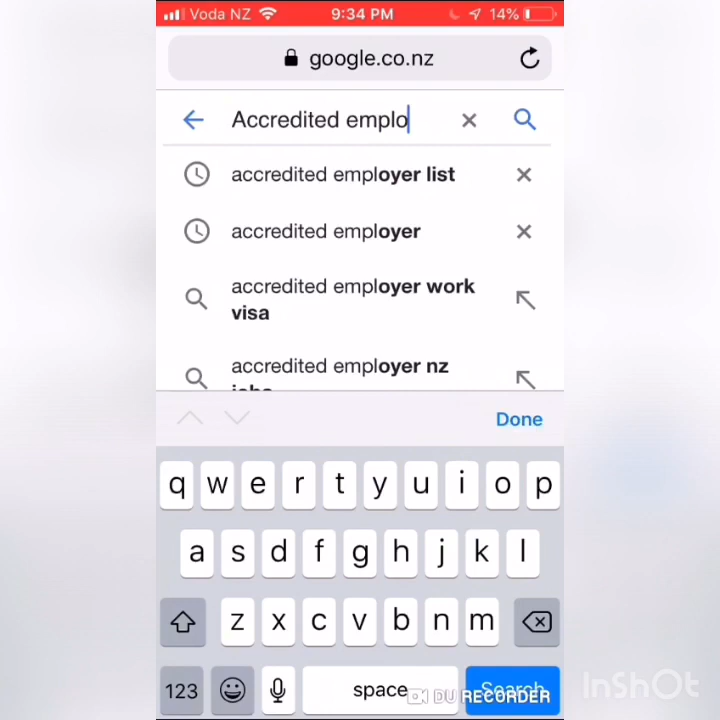 Voda NZ 9:34 PM 14%
google.co.nz
Accredited emplo
accredited employer list
accredited employer
accredited employer work
visa
accredited employer nz
jobs
Done
q w e r t y u i o p
a s d f g h j k l
z x c v b n m
123 space Search
DU RECORDER
InShOt